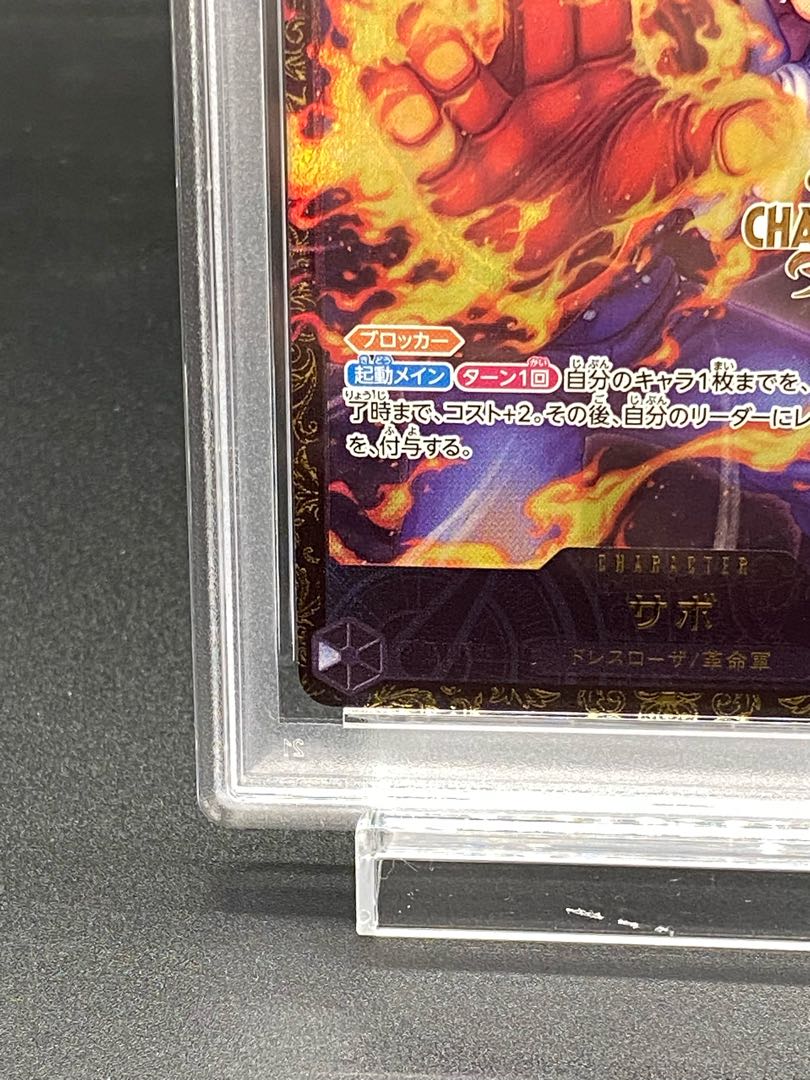 CHA
ブロッカー
起動メイン ターン1回 自分のキャラ1枚までを、
了時まで、コスト+2。その後、自分のリーダーにレ
を、付与する。
CHARACTER
サボ
ドレスローザ/革命軍